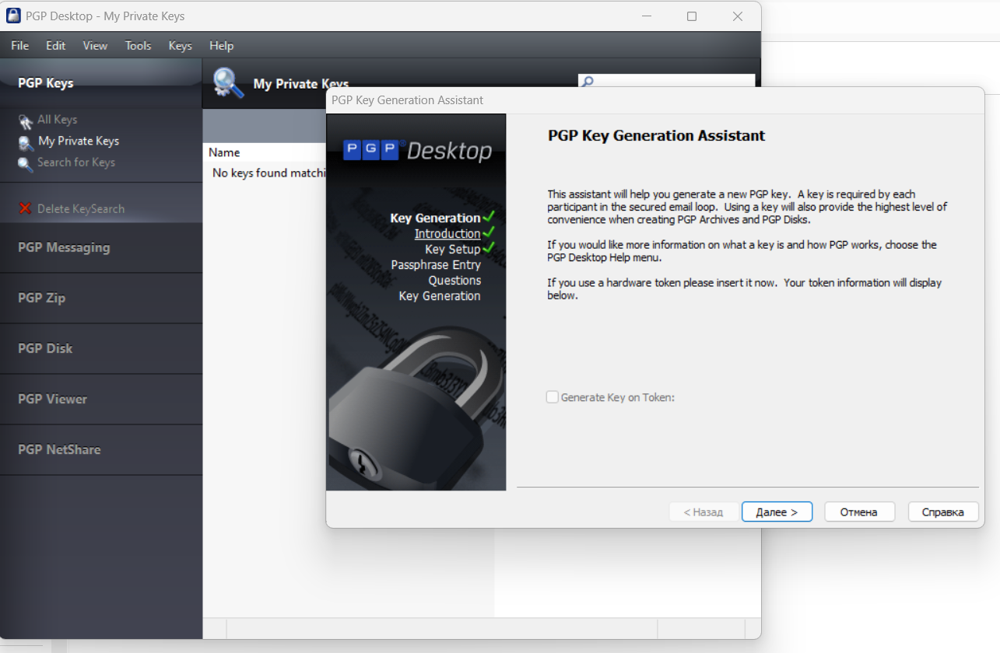 PGP Desktop - My Private Keys
File Edit View Tools Keys Help
PGP Keys
All Keys
My Private Keys
Search for Keys
Delete KeySearch
PGP Messaging
PGP Zip
PGP Disk
PGP Viewer
PGP NetShare
My Private Keys
Name
No keys found matchi
PGP Key Generation Assistant
PGP® Desktop
Key Generation
Introduction
Key Setup
Passphrase Entry
Questions
Key Generation
PGP Key Generation Assistant
This assistant will help you generate a new PGP key. A key is required by each
participant in the secured email loop. Using a key will also provide the highest level of
convenience when creating PGP Archives and PGP Disks.
If you would like more information on what a key is and how PGP works, choose the
PGP Desktop Help menu.
If you use a hardware token please insert it now. Your token information will display
below.
Generate Key on Token:
< Назад Далее > Отмена Справка